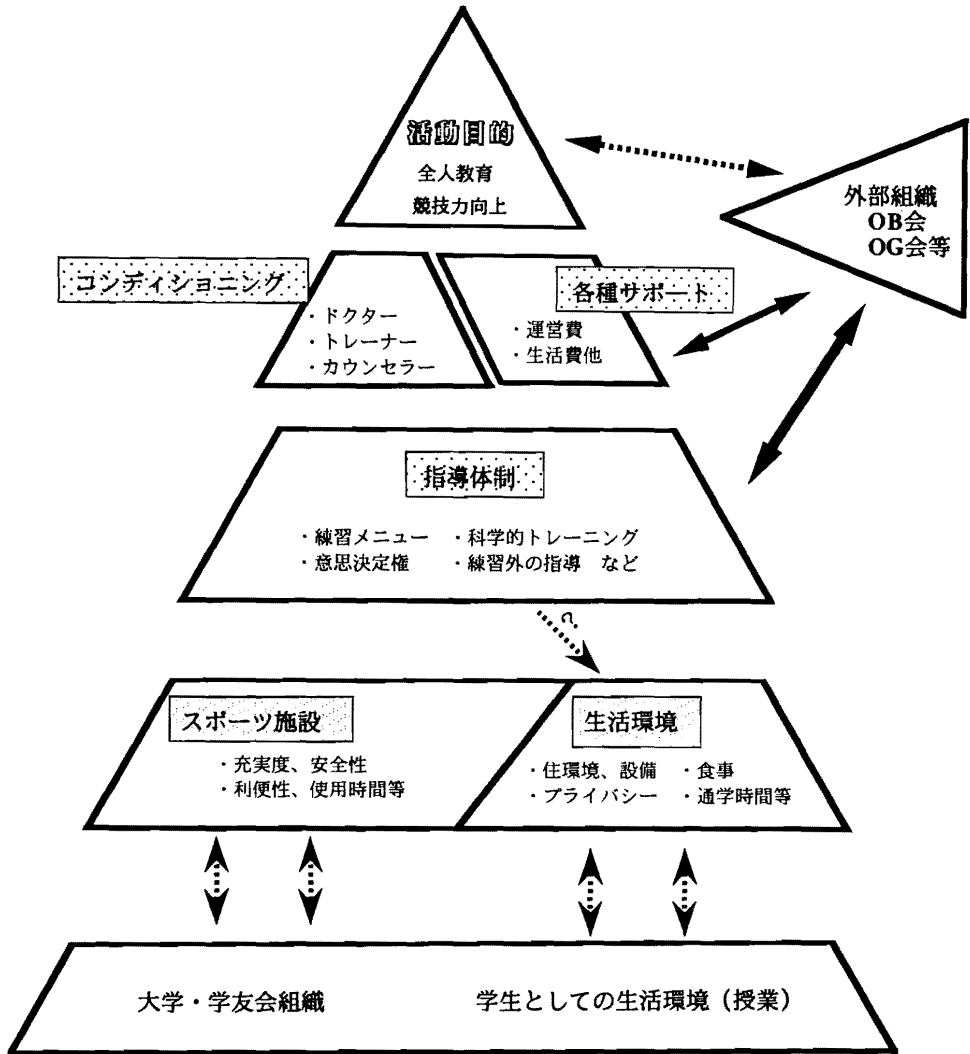 活動目的
全人教育
競技力向上
外部組織
OB会
OG会等
コンディショニング
・ドクター
・トレーナー
・カウンセラー
各種サポート
・運営費
・生活費他
指導体制
・練習メニュー ・科学的トレーニング
・意思決定権 ・練習外の指導 など
?
スポーツ施設
・充実度、安全性
・利便性、使用時間等
生活環境
・住環境、設備 ・食事
・プライバシー ・通学時間等
大学・学友会組織
学生としての生活環境（授業）